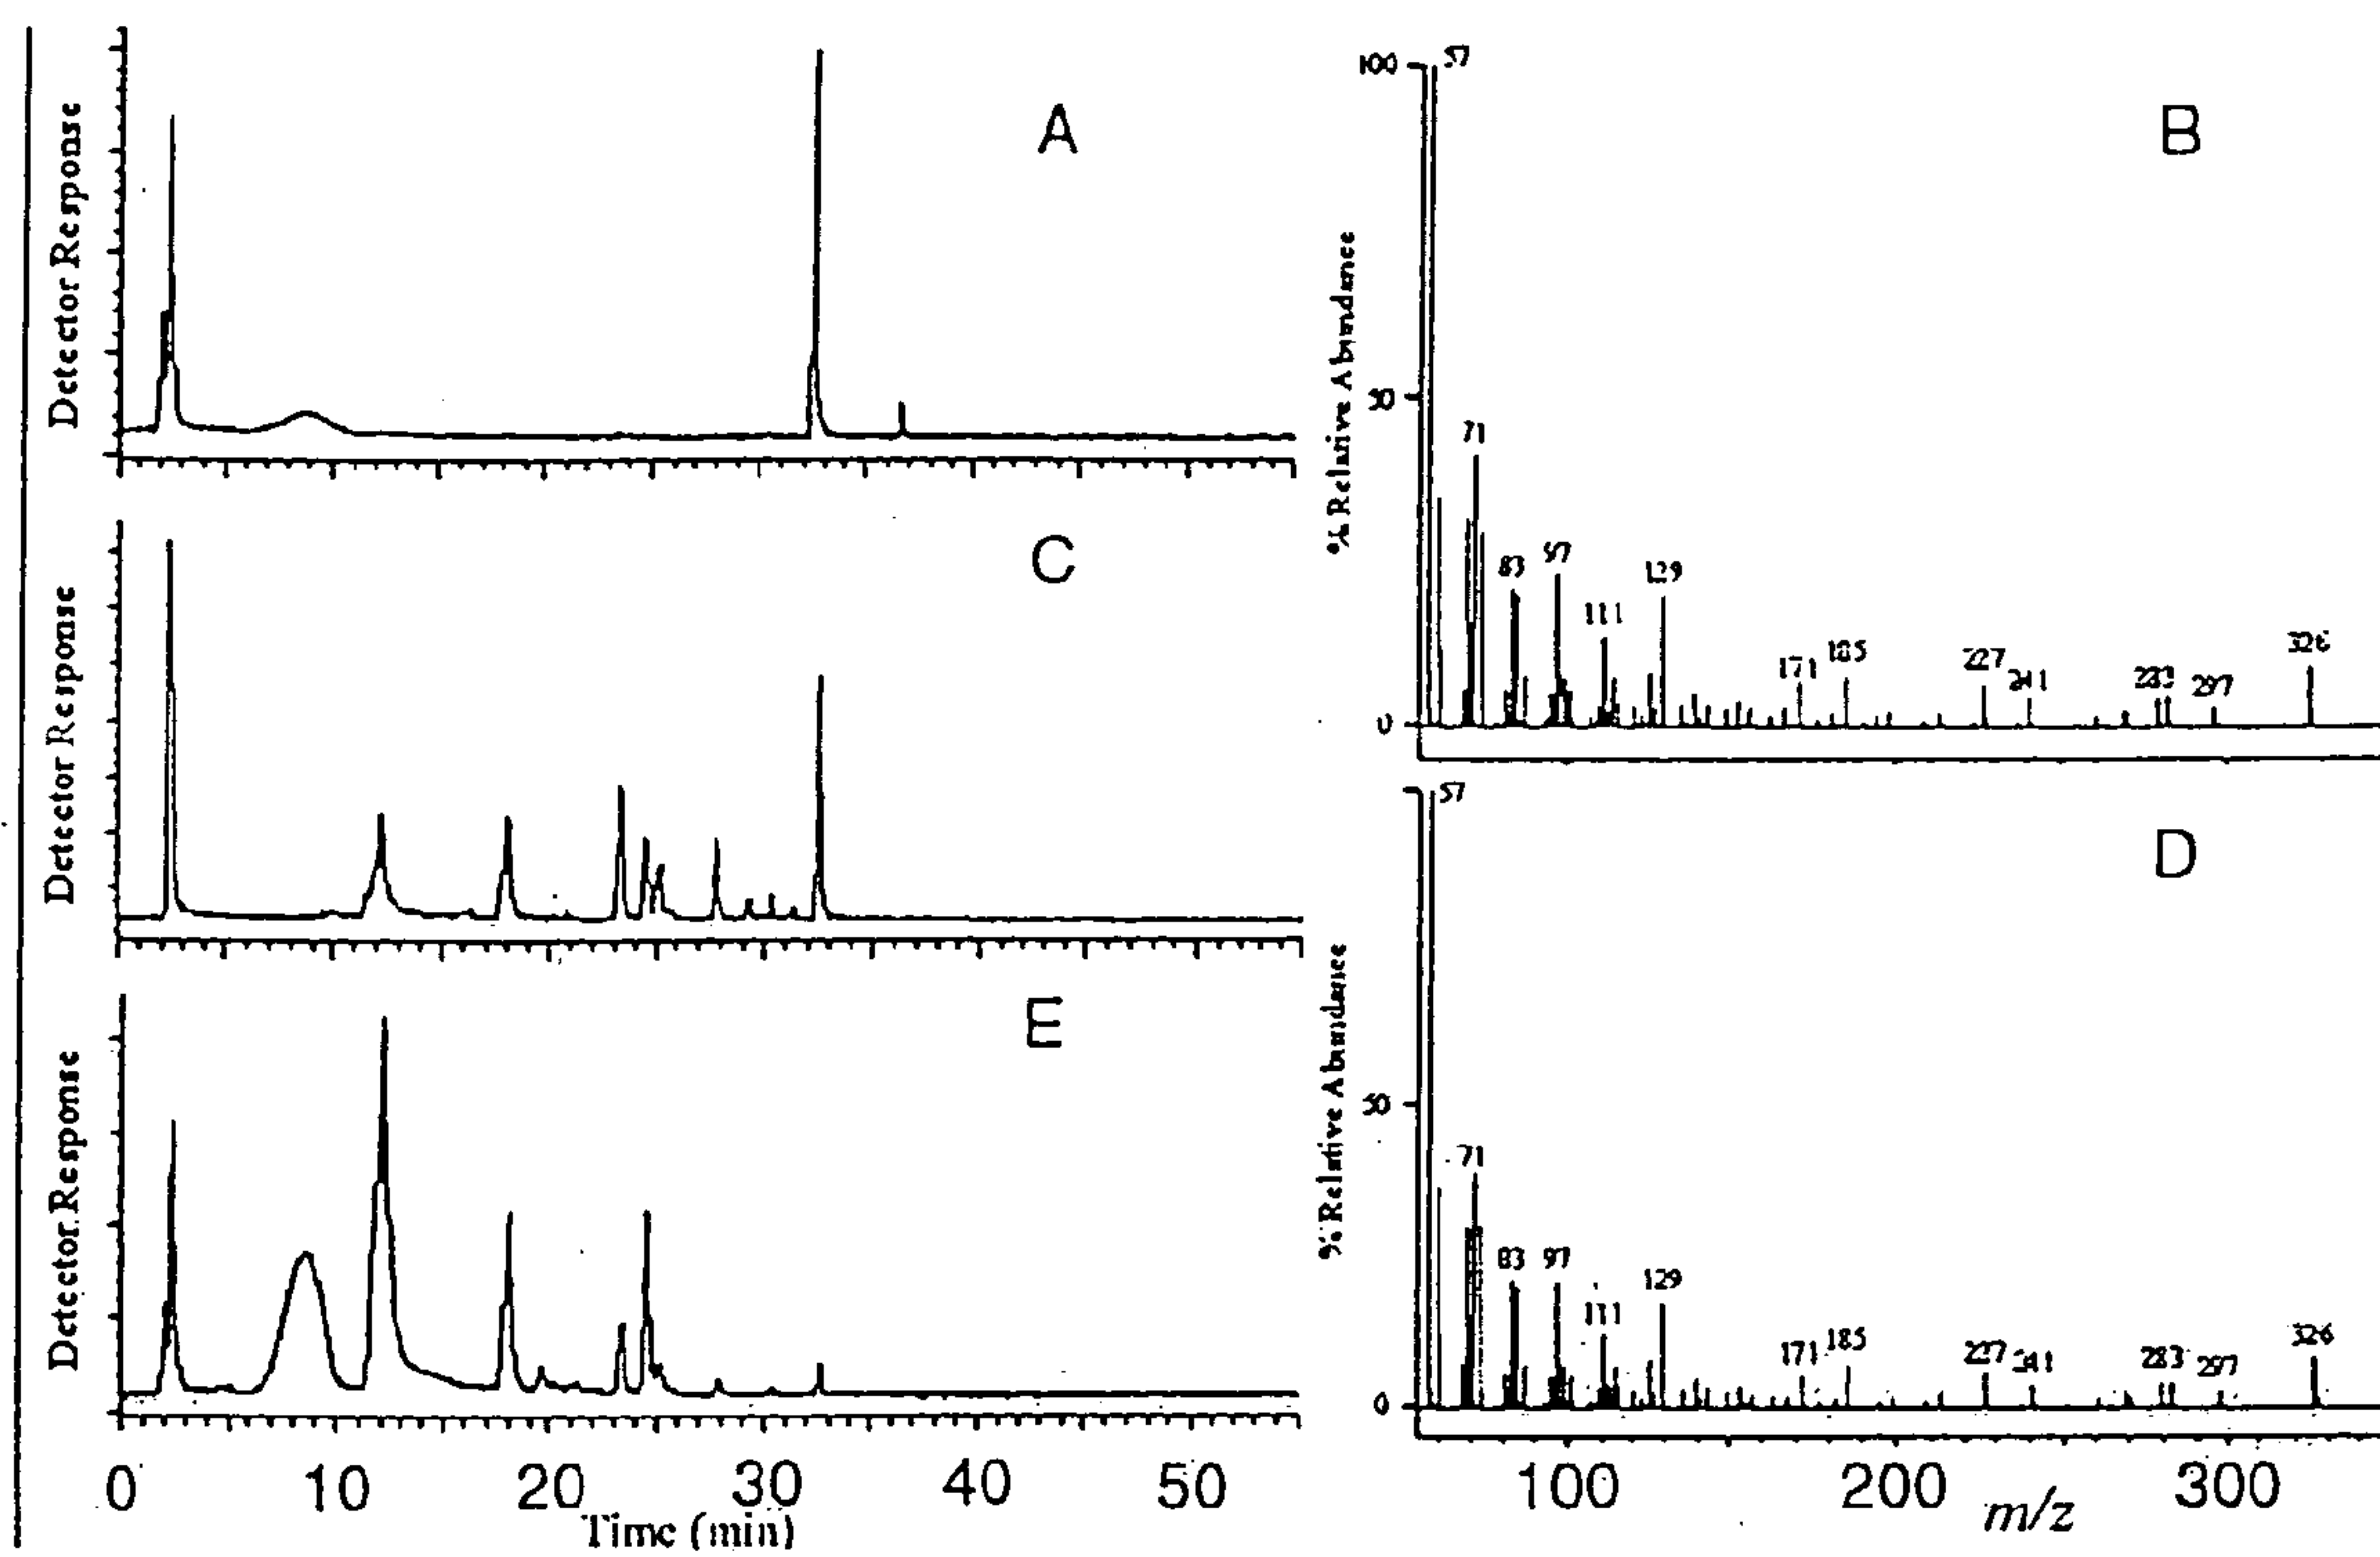 Detector Response
A
Detector Response
C
Detector Response
E
0 10 20 30 40 50
Time (min)
% Relative Abundance
100
50
0
57
71
83
97
111
129
171
185
227
241
283
297
326
B
% Relative Abundance
50
0
57
71
83
97
111
129
171
185
227
241
283
297
326
D
100 200 300
m/z